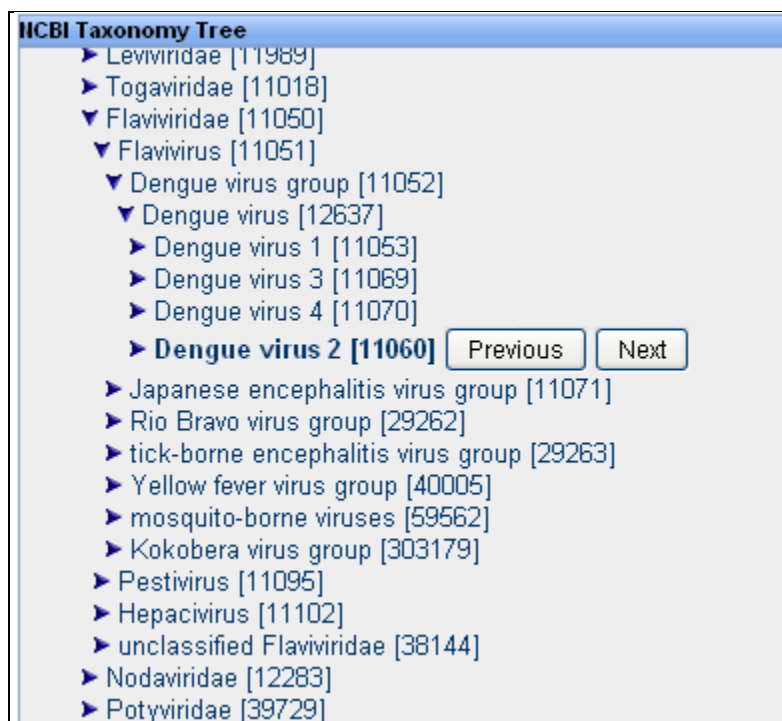 NCBI Taxonomy Tree
Leviviridae [11989]
Togaviridae [11018]
Flaviviridae [11050]
Flavivirus [11051]
Dengue virus group [11052]
Dengue virus [12637]
Dengue virus 1 [11053]
Dengue virus 3 [11069]
Dengue virus 4 [11070]
Dengue virus 2 [11060] Previous Next
Japanese encephalitis virus group [11071]
Rio Bravo virus group [29262]
tick-borne encephalitis virus group [29263]
Yellow fever virus group [40005]
mosquito-borne viruses [59562]
Kokobera virus group [303179]
Pestivirus [11095]
Hepacivirus [11102]
unclassified Flaviviridae [38144]
Nodaviridae [12283]
Potyviridae [39729]